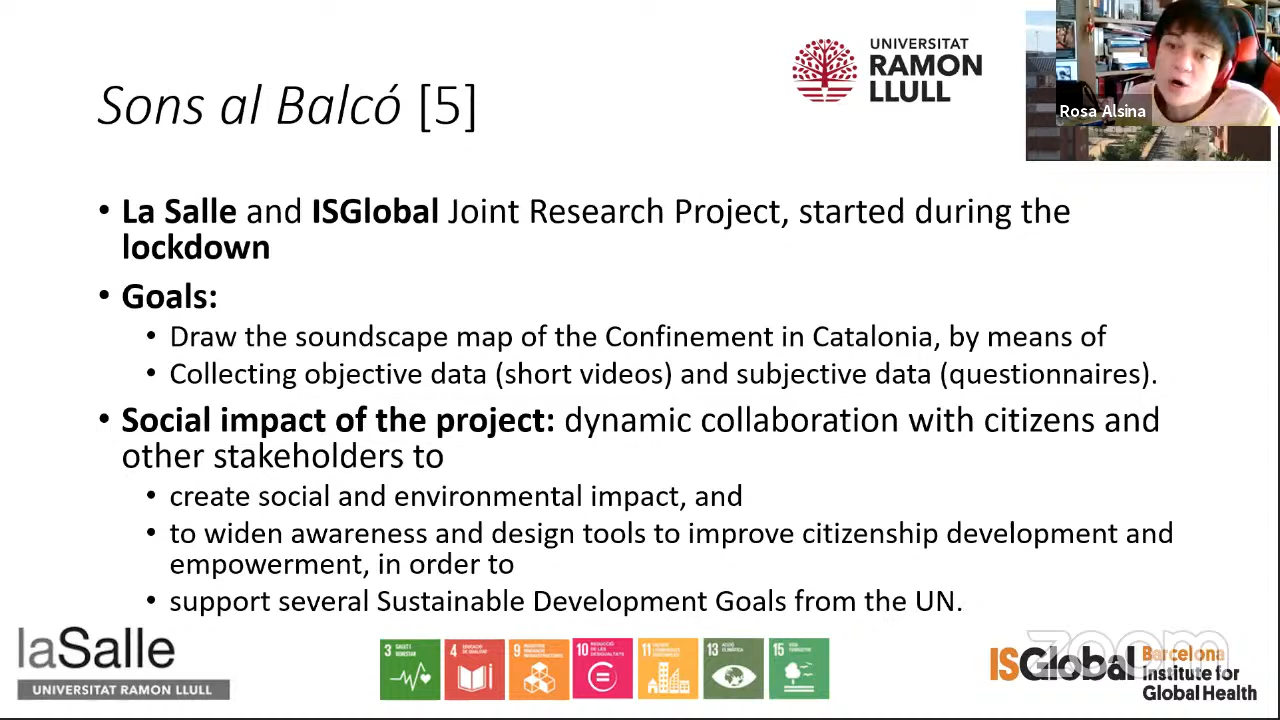 UNIVERSITAT
RAMON
LLULL
Rosa Alsina
Sons al Balcó [5]
• La Salle and ISGlobal Joint Research Project, started during the
lockdown
• Goals:
• Draw the soundscape map of the Confinement in Catalonia, by means of
• Collecting objective data (short videos) and subjective data (questionnaires).
• Social impact of the project: dynamic collaboration with citizens and
other stakeholders to
• create social and environmental impact, and
• to widen awareness and design tools to improve citizenship development and
empowerment, in order to
• support several Sustainable Development Goals from the UN.
laSalle
UNIVERSITAT RAMON LLULL
3 SALUT I
BENESTAR
4 EDUCACIÓ
DE QUALITAT
9
10 REDUCCIÓ
DE LES
DESIGUALTATS
11
13 ACCIÓ
CLIMÀTICA
15 VIDA
TERRESTRE
zoom
ISGlobal Barcelona
Institute for
Global Health